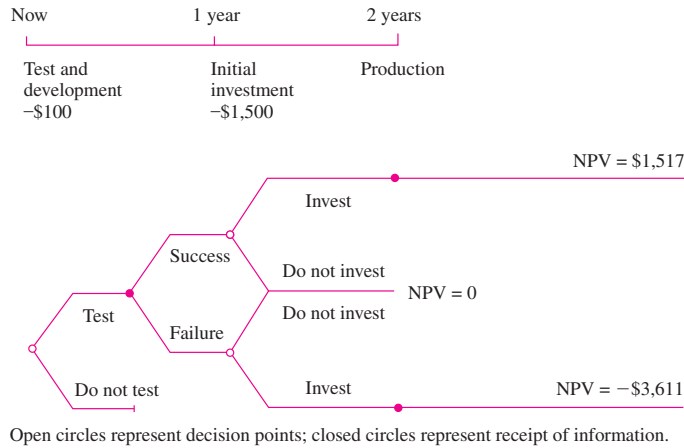 Now 1 year 2 years
Test and development −$100
Initial investment −$1,500
Production
NPV = $1,517
Invest
Success
Do not invest
NPV = 0
Do not invest
Test
Failure
Do not test
Invest
NPV = −$3,611
Open circles represent decision points; closed circles represent receipt of information.